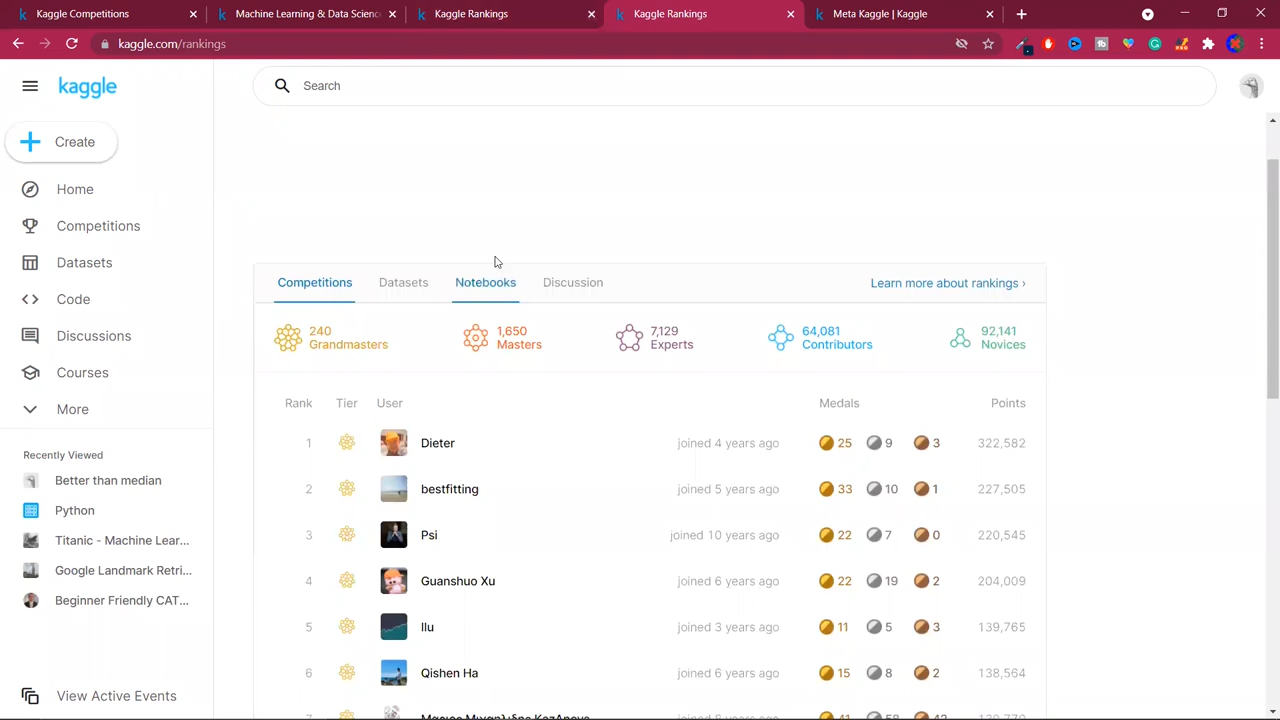 Kaggle Competitions
Machine Learning & Data Scienc
Kaggle Rankings
Kaggle Rankings
Meta Kaggle | Kaggle
kaggle.com/rankings
kaggle
Search
Create
Home
Competitions
Datasets
Code
Discussions
Courses
More
Recently Viewed
Better than median
Python
Titanic - Machine Lear...
Google Landmark Retri...
Beginner Friendly CAT...
View Active Events
Competitions Datasets Notebooks Discussion Learn more about rankings ›
240 Grandmasters
1,650 Masters
7,129 Experts
64,081 Contributors
92,141 Novices
Rank Tier User Medals Points
1 Dieter joined 4 years ago 25 9 3 322,582
2 bestfitting joined 5 years ago 33 10 1 227,505
3 Psi joined 10 years ago 22 7 0 220,545
4 Guanshuo Xu joined 6 years ago 22 19 2 204,009
5 llu joined 3 years ago 11 5 3 139,765
6 Qishen Ha joined 6 years ago 15 8 2 138,564